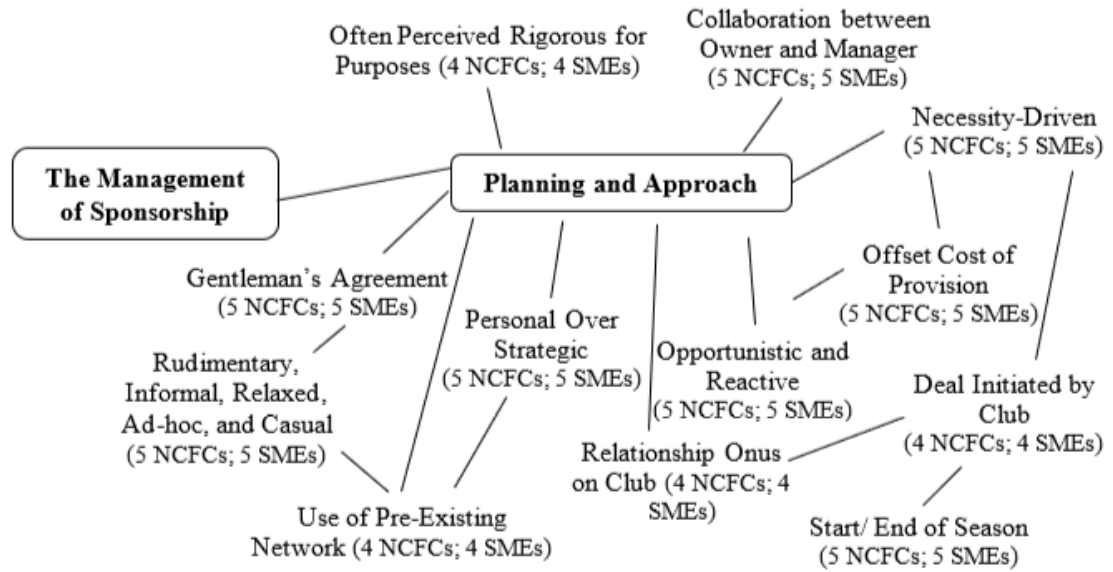 Often Perceived Rigorous for
Purposes (4 NCFCs; 4 SMEs)
Collaboration between
Owner and Manager
(5 NCFCs; 5 SMEs)
Necessity-Driven
(5 NCFCs; 5 SMEs)
The Management
of Sponsorship
Planning and Approach
Gentleman's Agreement
(5 NCFCs; 5 SMEs)
Offset Cost of
Provision
(5 NCFCs; 5 SMEs)
Personal Over
Strategic
(5 NCFCs; 5 SMEs)
Opportunistic and
Reactive
(5 NCFCs; 5 SMEs)
Rudimentary,
Informal, Relaxed,
Ad-hoc, and Casual
(5 NCFCs; 5 SMEs)
Deal Initiated by
Club
(4 NCFCs; 4 SMEs)
Relationship Onus
on Club (4 NCFCs; 4
SMEs)
Use of Pre-Existing
Network (4 NCFCs; 4 SMEs)
Start/ End of Season
(5 NCFCs; 5 SMEs)